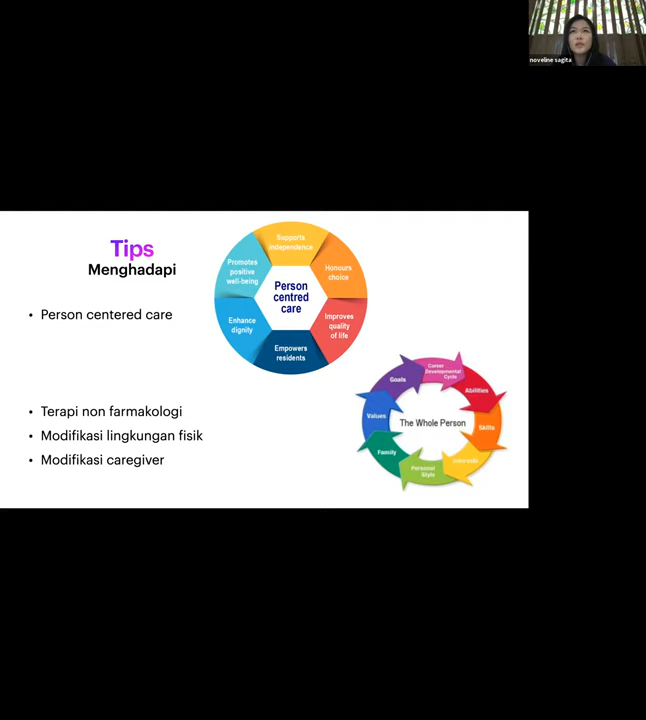 noveline sagita
Tips
Menghadapi
• Person centered care
• Terapi non farmakologi
• Modifikasi lingkungan fisik
• Modifikasi caregiver
Person
centred
care
Supports
independence
Honours
choice
Improves
quality
of life
Empowers
residents
Enhance
dignity
Promotes
positive
well-being
The Whole Person
Career
Developmental
Cycle
Abilities
Skills
Interests
Personal
Style
Family
Values
Goals